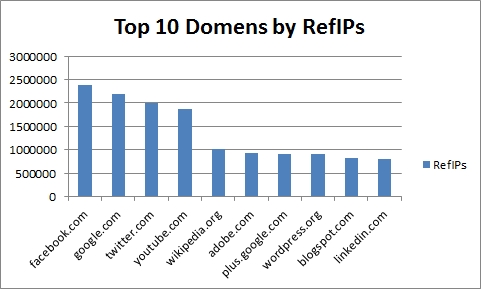 Top 10 Domens by RefIPs
3000000
2500000
2000000
1500000
1000000
500000
0
RefIPs
facebook.com
google.com
twitter.com
youtube.com
wikipedia.org
adobe.com
plus.google.com
wordpress.org
blogspot.com
linkedin.com